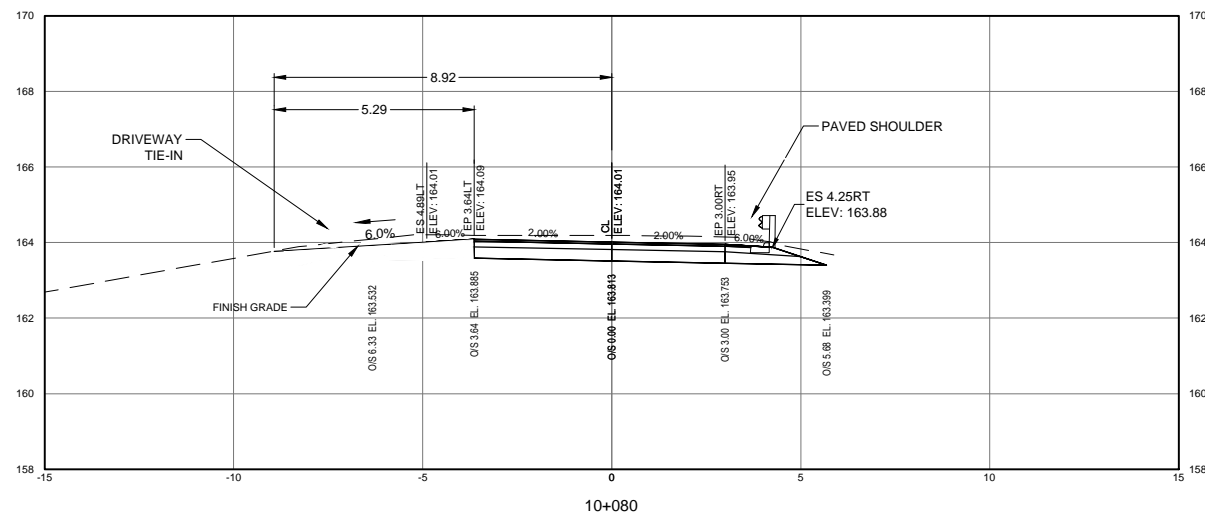 170
170
168
8.92
168
5.29
DRIVEWAY
TIE-IN
PAVED SHOULDER
166
166
ES 4.89LT
ELEV: 164.01
EP 3.64LT
ELEV: 164.09
CL
ELEV: 164.01
EP 3.00RT
ELEV: 163.95
ES 4.25RT
ELEV: 163.88
6.0%
6.00%
2.00%
2.00%
6.00%
164
164
FINISH GRADE
O/S 6.33 EL. 163.532
O/S 3.64 EL. 163.885
O/S 0.00 EL. 163.813
O/S 3.00 EL. 163.753
O/S 5.68 EL. 163.399
162
162
160
160
158
158
-15
-10
-5
0
5
10
15
10+080